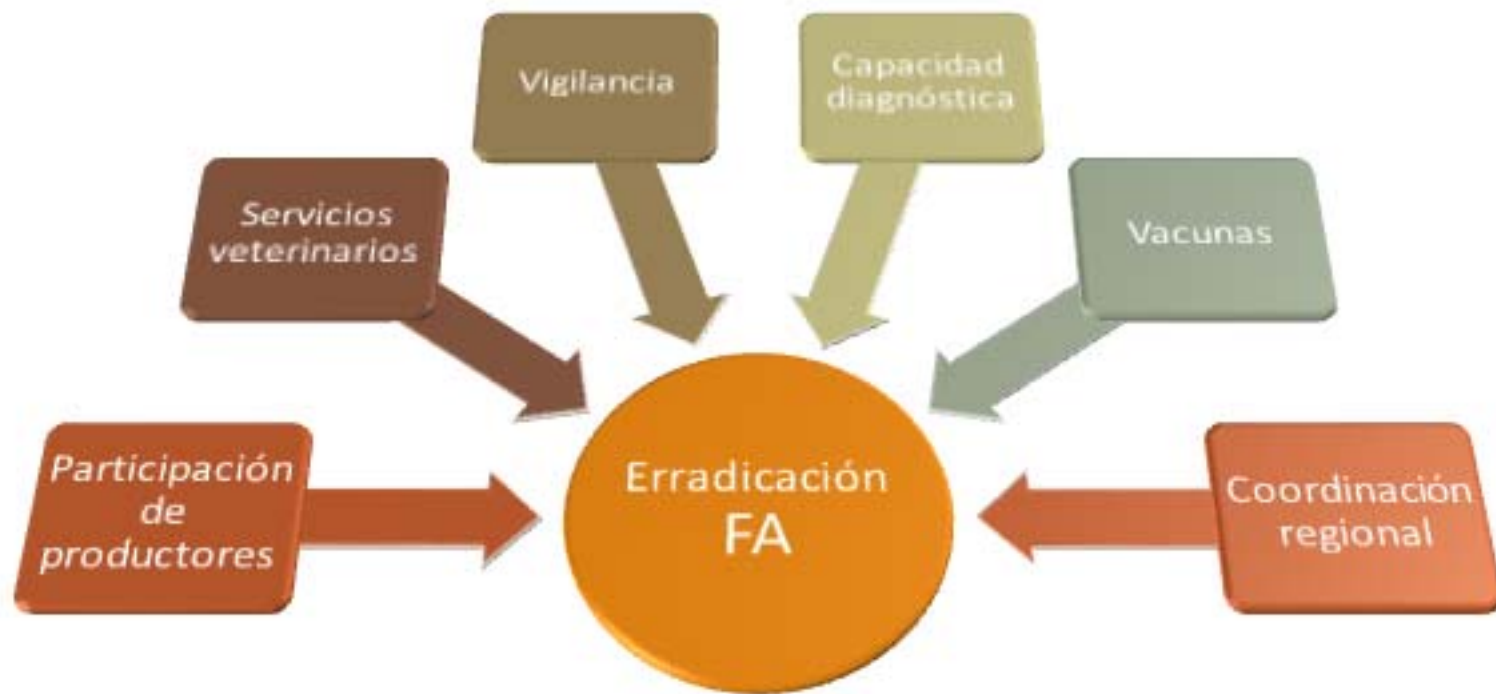 Participación
de
productores
Servicios
veterinarios
Vigilancia
Capacidad
diagnóstica
Vacunas
Coordinación
regional
Erradicación
FA